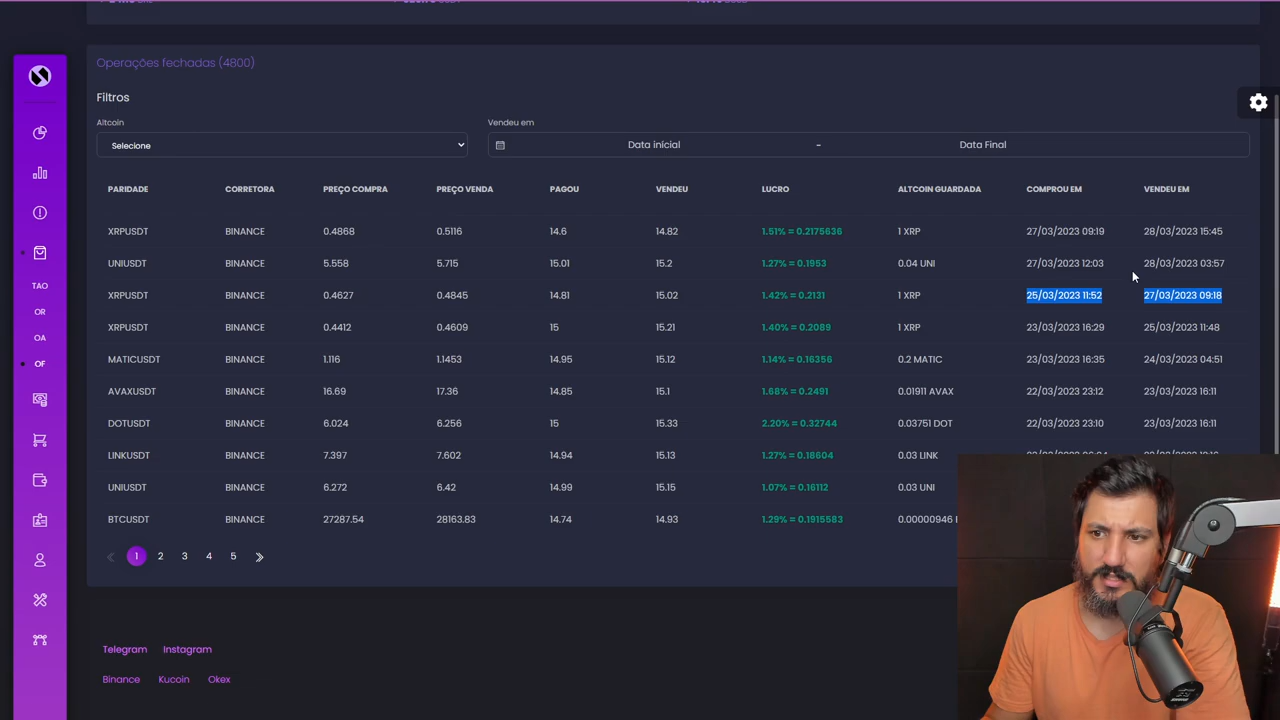 Operações fechadas (4800)
Filtros
Altcoin
Vendeu em
Selecione
Data inicial - Data Final
PARIDADE CORRETORA PREÇO COMPRA PREÇO VENDA PAGOU VENDEU LUCRO ALTCOIN GUARDADA COMPROU EM VENDEU EM
XRPUSDT BINANCE 0.4868 0.5116 14.6 14.82 1.51% = 0.2175636 1 XRP 27/03/2023 09:19 28/03/2023 15:45
UNIUSDT BINANCE 5.558 5.715 15.01 15.2 1.27% = 0.1953 0.04 UNI 27/03/2023 12:03 28/03/2023 03:57
XRPUSDT BINANCE 0.4627 0.4845 14.81 15.02 1.42% = 0.2131 1 XRP 25/03/2023 11:52 27/03/2023 09:18
XRPUSDT BINANCE 0.4412 0.4609 15 15.21 1.40% = 0.2089 1 XRP 23/03/2023 16:29 25/03/2023 11:48
MATICUSDT BINANCE 1.116 1.1453 14.95 15.12 1.14% = 0.16356 0.2 MATIC 23/03/2023 16:35 24/03/2023 04:51
AVAXUSDT BINANCE 16.69 17.36 14.85 15.1 1.68% = 0.2491 0.01911 AVAX 22/03/2023 23:12 23/03/2023 16:11
DOTUSDT BINANCE 6.024 6.256 15 15.33 2.20% = 0.32744 0.03751 DOT 22/03/2023 23:10 23/03/2023 16:11
LINKUSDT BINANCE 7.397 7.602 14.94 15.13 1.27% = 0.18604 0.03 LINK
UNIUSDT BINANCE 6.272 6.42 14.99 15.15 1.07% = 0.16112 0.03 UNI
BTCUSDT BINANCE 27287.54 28163.83 14.74 14.93 1.29% = 0.1915583 0.00000946
1 2 3 4 5
TAO
OR
OA
OF
Telegram Instagram
Binance Kucoin Okex